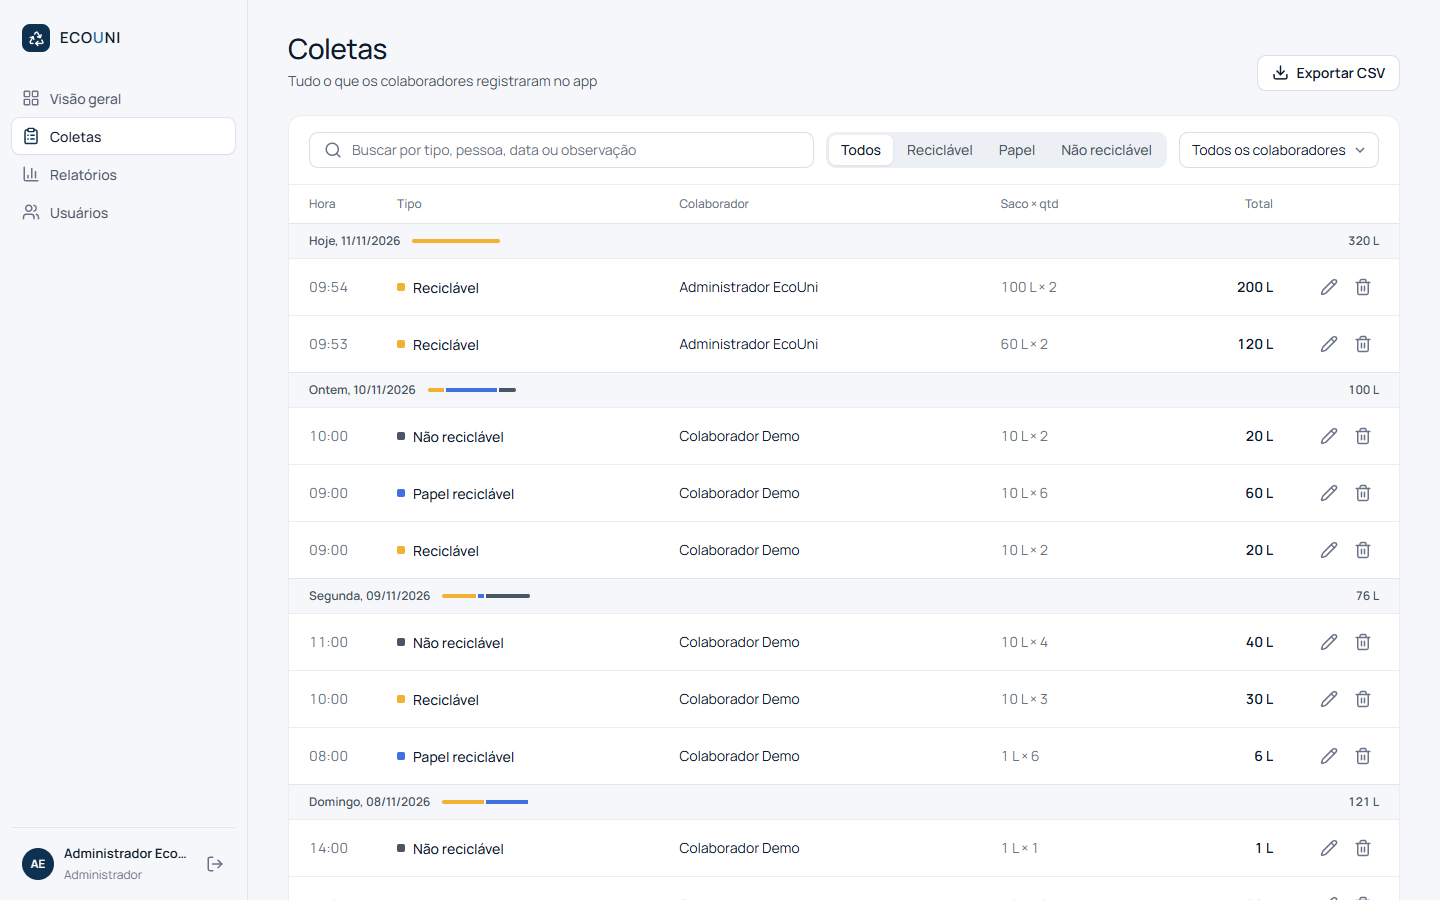 ECOUNI
Visão geral
Coletas
Relatórios
Usuários
Administrador Eco...
AE
Administrador
Coletas
Tudo o que os colaboradores registraram no app
Exportar CSV
Buscar por tipo, pessoa, data ou observação
Todos Reciclável Papel Não reciclável
Todos os colaboradores
Hora Tipo Colaborador Saco × qtd Total
Hoje, 11/11/2026 320 L
09:54 Reciclável Administrador EcoUni 100 L × 2 200 L
09:53 Reciclável Administrador EcoUni 60 L × 2 120 L
Ontem, 10/11/2026 100 L
10:00 Não reciclável Colaborador Demo 10 L × 2 20 L
09:00 Papel reciclável Colaborador Demo 10 L × 6 60 L
09:00 Reciclável Colaborador Demo 10 L × 2 20 L
Segunda, 09/11/2026 76 L
11:00 Não reciclável Colaborador Demo 10 L × 4 40 L
10:00 Reciclável Colaborador Demo 10 L × 3 30 L
08:00 Papel reciclável Colaborador Demo 1 L × 6 6 L
Domingo, 08/11/2026 121 L
14:00 Não reciclável Colaborador Demo 1 L × 1 1 L